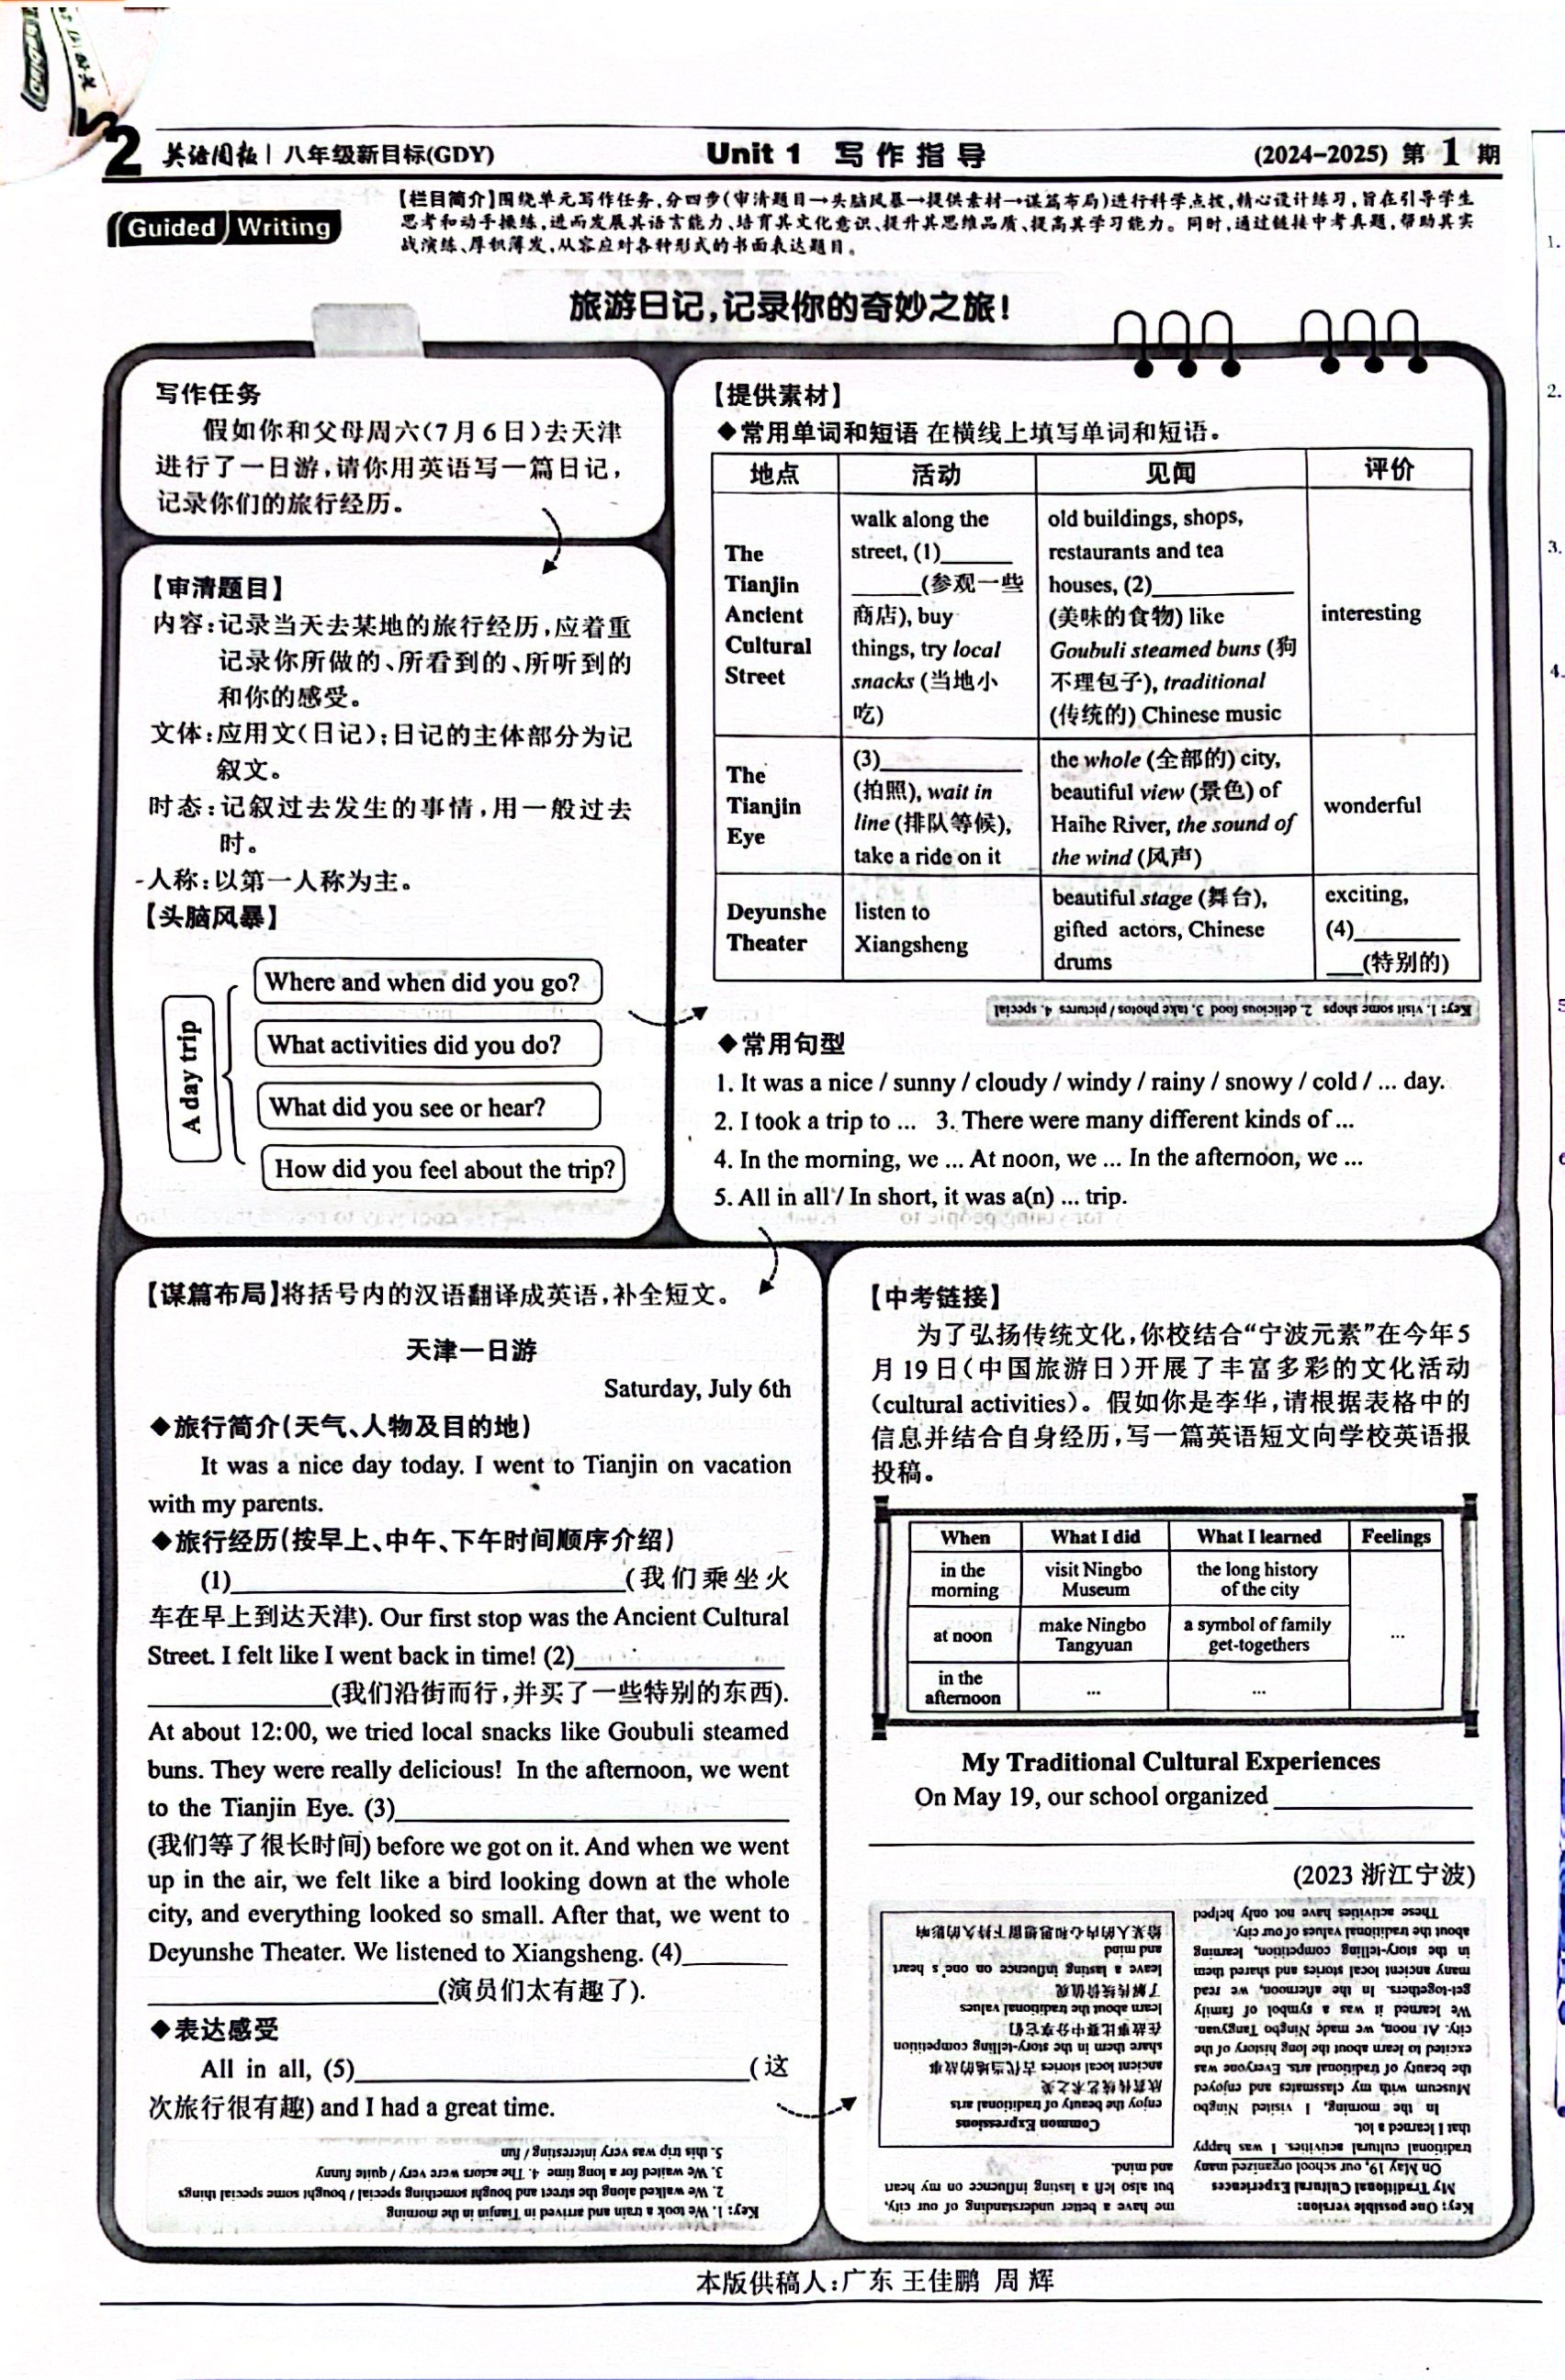 2 英语周报 | 八年级新目标(GDY)
Unit 1 写作指导
(2024-2025) 第 1 期
Guided Writing
【栏目简介】围绕单元写作任务,分四步(审清题目→头脑风暴→提供素材→谋篇布局)进行科学点拨,精心设计练习,旨在引导学生
思考和动手操练,进而发展其语言能力、培育其文化意识、提升其思维品质、提高其学习能力。同时,通过链接中考真题,帮助其实
战演练、厚积薄发,从容应对各种形式的书面表达题目。
旅游日记,记录你的奇妙之旅!
写作任务
假如你和父母周六(7月6日)去天津
进行了一日游,请你用英语写一篇日记,
记录你们的旅行经历。
【审清题目】
内容:记录当天去某地的旅行经历,应着重
记录你所做的、所看到的、所听到的
和你的感受。
文体:应用文(日记);日记的主体部分为记
叙文。
时态:记叙过去发生的事情,用一般过去
时。
人称:以第一人称为主。
【头脑风暴】
A day trip
Where and when did you go?
What activities did you do?
What did you see or hear?
How did you feel about the trip?
【提供素材】
◆常用单词和短语 在横线上填写单词和短语。
地点 活动 见闻 评价
The
Tianjin
Ancient
Cultural
Street
walk along the
street, (1)______
______(参观一些
商店), buy
things, try local
snacks (当地小
吃)
old buildings, shops,
restaurants and tea
houses, (2)____________
(美味的食物) like
Goubuli steamed buns (狗
不理包子), traditional
(传统的) Chinese music
interesting
The
Tianjin
Eye
(3)____________
(拍照), wait in
line (排队等候),
take a ride on it
the whole (全部的) city,
beautiful view (景色) of
Haihe River, the sound of
the wind (风声)
wonderful
Deyunshe
Theater
listen to
Xiangsheng
beautiful stage (舞台),
gifted actors, Chinese
drums
exciting,
(4)_________
___(特别的)
Key: 1. visit some shops 2. delicious food 3. take photos / pictures 4. special
◆常用句型
1. It was a nice / sunny / cloudy / windy / rainy / snowy / cold / ... day.
2. I took a trip to ... 3. There were many different kinds of ...
4. In the morning, we ... At noon, we ... In the afternoon, we ...
5. All in all / In short, it was a(n) ... trip.
【谋篇布局】将括号内的汉语翻译成英语,补全短文。
天津一日游
Saturday, July 6th
◆旅行简介(天气、人物及目的地)
It was a nice day today. I went to Tianjin on vacation
with my parents.
◆旅行经历(按早上、中午、下午时间顺序介绍)
(1)______________________________(我们乘坐火
车在早上到达天津). Our first stop was the Ancient Cultural
Street. I felt like I went back in time! (2)________________
______________(我们沿街而行,并买了一些特别的东西).
At about 12:00, we tried local snacks like Goubuli steamed
buns. They were really delicious! In the afternoon, we went
to the Tianjin Eye. (3)______________________________
(我们等了很长时间) before we got on it. And when we went
up in the air, we felt like a bird looking down at the whole
city, and everything looked so small. After that, we went to
Deyunshe Theater. We listened to Xiangsheng. (4)________
______________________(演员们太有趣了).
◆表达感受
All in all, (5)______________________________(这
次旅行很有趣) and I had a great time.
Key: 1. We took a train and arrived in Tianjin in the morning
2. We walked along the street and bought something special / bought some special things
3. We waited for a long time 4. The actors were very / quite funny
5. this trip was very interesting / fun
【中考链接】
为了弘扬传统文化,你校结合“宁波元素”在今年5
月19日(中国旅游日)开展了丰富多彩的文化活动
(cultural activities)。假如你是李华,请根据表格中的
信息并结合自身经历,写一篇英语短文向学校英语报
投稿。
When What I did What I learned Feelings
in the
morning
visit Ningbo
Museum
the long history
of the city
...
at noon
make Ningbo
Tangyuan
a symbol of family
get-togethers
in the
afternoon
...
...
My Traditional Cultural Experiences
On May 19, our school organized _______________
______________________________________________
(2023 浙江宁波)
Key: One possible version:
My Traditional Cultural Experiences
On May 19, our school organized many
traditional cultural activities. I was happy
that I learned a lot.
In the morning, I visited Ningbo
Museum with my classmates and enjoyed
the beauty of traditional arts. Everyone was
excited to learn about the long history of the
city. At noon, we made Ningbo Tangyuan.
We learned it was a symbol of family
get-togethers. In the afternoon, we read
many ancient local stories and shared them
in the story-telling competition, learning
about the traditional values of our city.
These activities have not only helped
me have a better understanding of our city,
but also left a lasting influence on my heart
and mind.
Common Expressions
enjoy the beauty of traditional arts
欣赏传统艺术之美
ancient local stories 古代当地的故事
share them in the story-telling competition
在故事比赛中分享它们
learn about the traditional values
了解传统价值观
leave a lasting influence on one's heart
and mind
给某人的内心和思想留下持久的影响
本版供稿人:广东 王佳鹏 周 辉
1.
2.
3.
4.
5
6